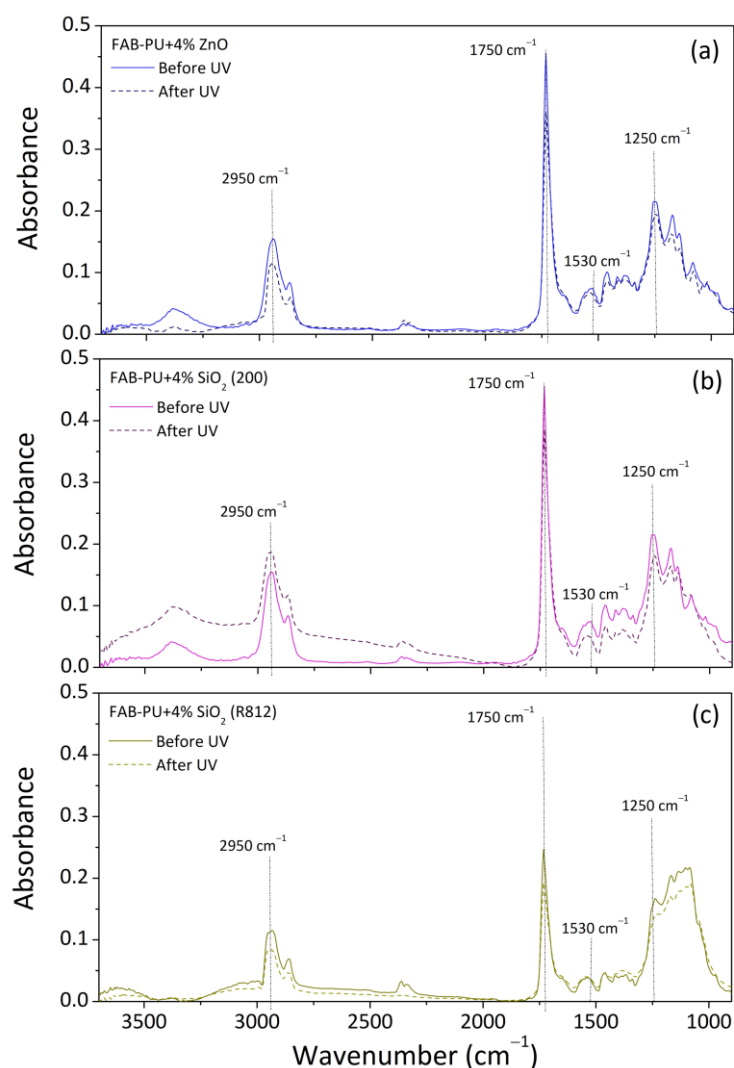 0.5
FAB-PU+4% ZnO
(a)
1750 cm⁻¹
Before UV
After UV
0.4
0.3
2950 cm⁻¹
1250 cm⁻¹
Absorbance
0.2
0.1
1530 cm⁻¹
0.0
0.5
FAB-PU+4% SiO₂ (200)
(b)
1750 cm⁻¹
Before UV
After UV
0.4
0.3
2950 cm⁻¹
1250 cm⁻¹
Absorbance
0.2
0.1
1530 cm⁻¹
0.0
0.5
FAB-PU+4% SiO₂ (R812)
(c)
1750 cm⁻¹
Before UV
After UV
0.4
0.3
2950 cm⁻¹
1250 cm⁻¹
Absorbance
0.2
0.1
1530 cm⁻¹
0.0
3500 3000 2500 2000 1500 1000
Wavenumber (cm⁻¹)